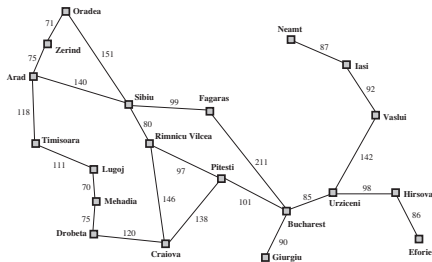 Oradea
71
Neamt
Zerind
87
151
75
Iasi
Arad
140
92
Sibiu
99
Fagaras
118
80
Vaslui
Timisoara
Rimnicu Vilcea
111
Lugoj
97
Pitesti
211
142
70
98
Hirsova
Mehadia
146
101
85
Urziceni
75
138
86
Bucharest
Drobeta
120
90
Craiova
Eforie
Giurgiu